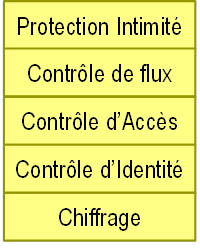 Protection Intimité
Contrôle de flux
Contrôle d'Accès
Contrôle d'Identité
Chiffrage